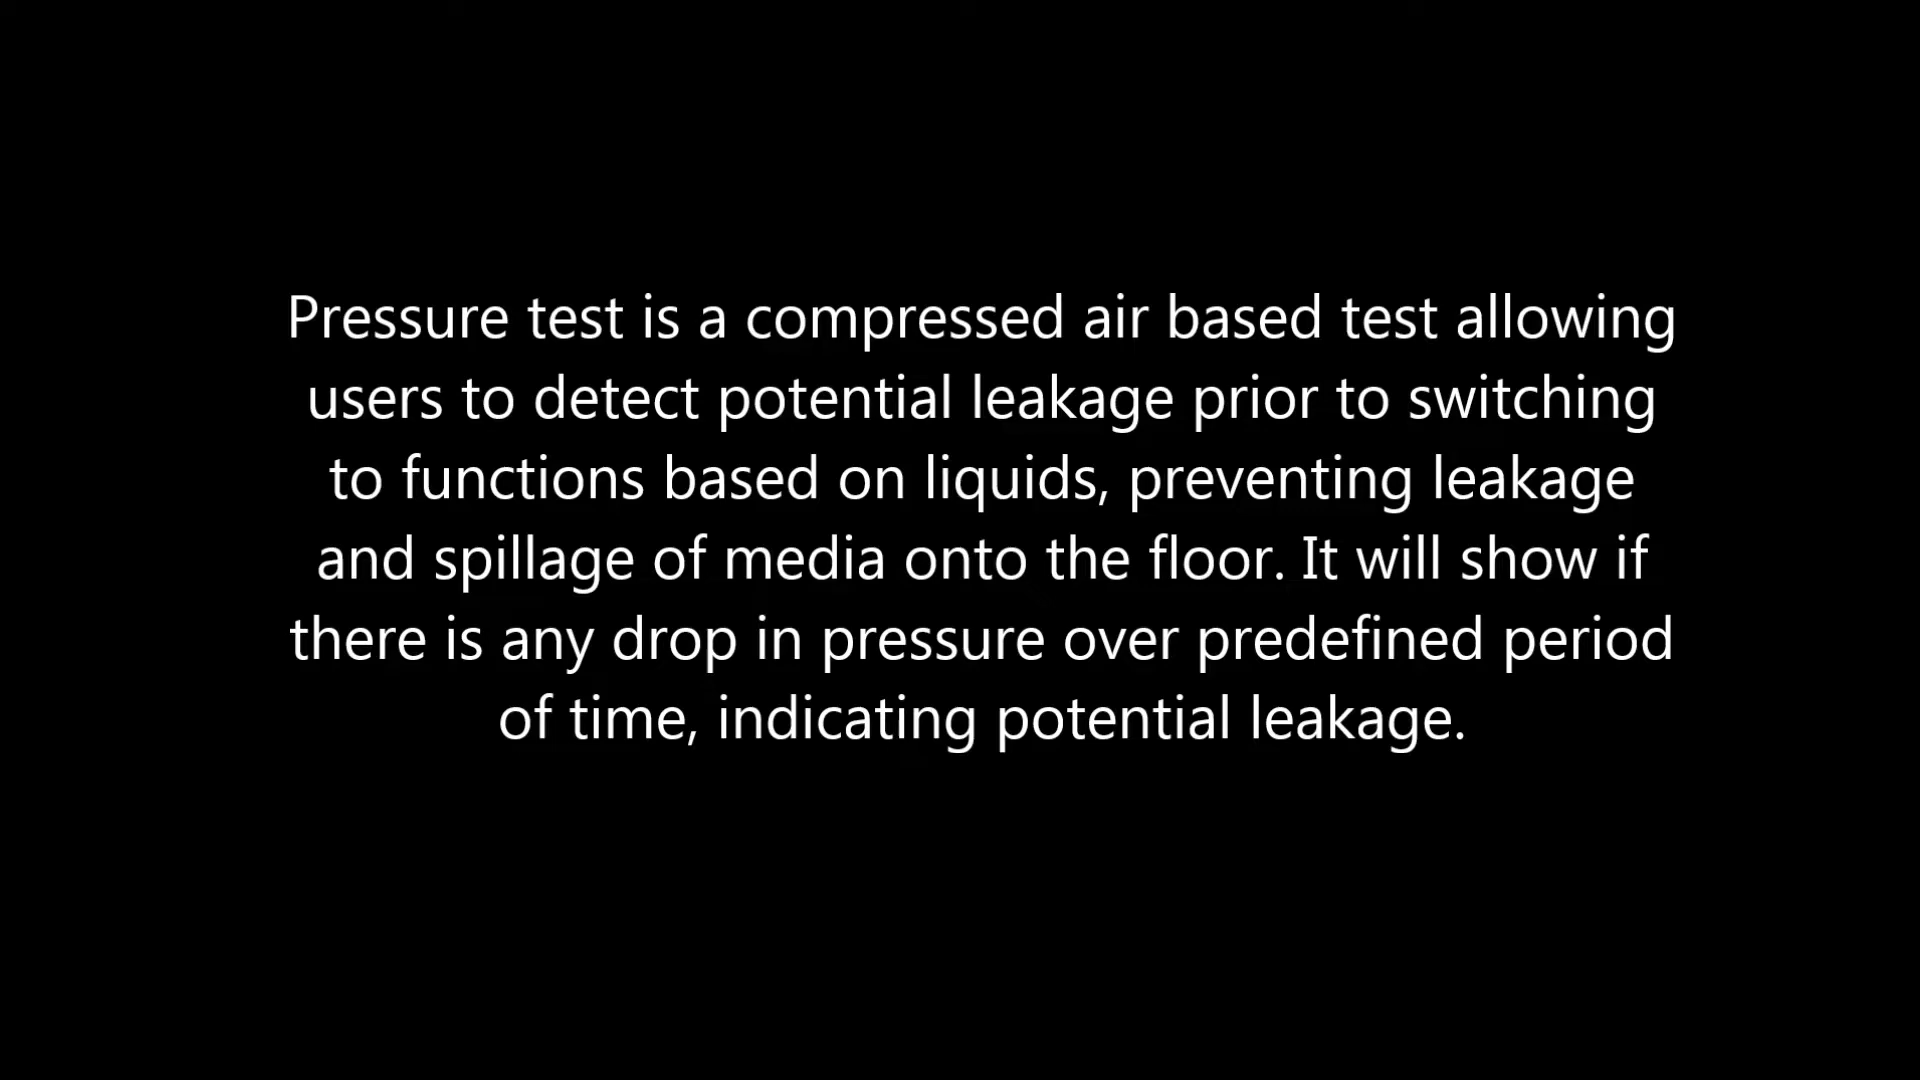 Pressure test is a compressed air based test allowing
users to detect potential leakage prior to switching
to functions based on liquids, preventing leakage
and spillage of media onto the floor. It will show if
there is any drop in pressure over predefined period
of time, indicating potential leakage.